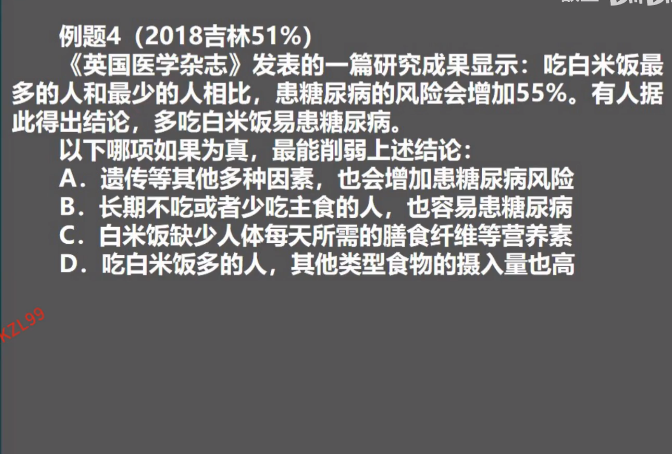 例题4（2018吉林51%）
《英国医学杂志》发表的一篇研究成果显示：吃白米饭最
多的人和最少的人相比，患糖尿病的风险会增加55%。有人据
此得出结论，多吃白米饭易患糖尿病。
以下哪项如果为真，最能削弱上述结论：
A．遗传等其他多种因素，也会增加患糖尿病风险
B．长期不吃或者少吃主食的人，也容易患糖尿病
C．白米饭缺少人体每天所需的膳食纤维等营养素
D．吃白米饭多的人，其他类型食物的摄入量也高
KZL99